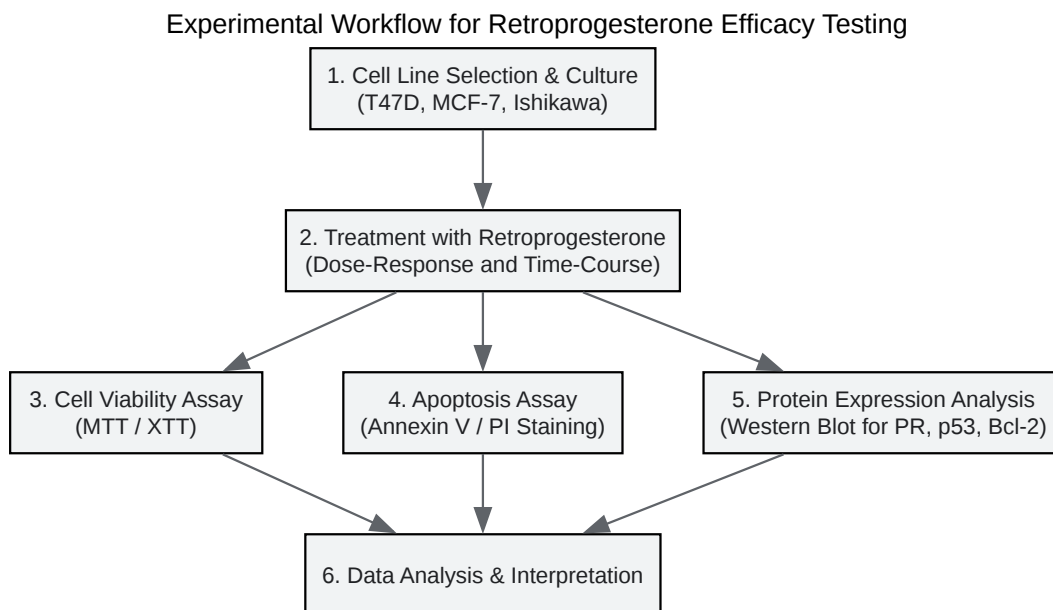 Experimental Workflow for Retroprogesterone Efficacy Testing
1. Cell Line Selection & Culture
(T47D, MCF-7, Ishikawa)
2. Treatment with Retroprogesterone
(Dose-Response and Time-Course)
3. Cell Viability Assay
(MTT / XTT)
4. Apoptosis Assay
(Annexin V / PI Staining)
5. Protein Expression Analysis
(Western Blot for PR, p53, Bcl-2)
6. Data Analysis & Interpretation